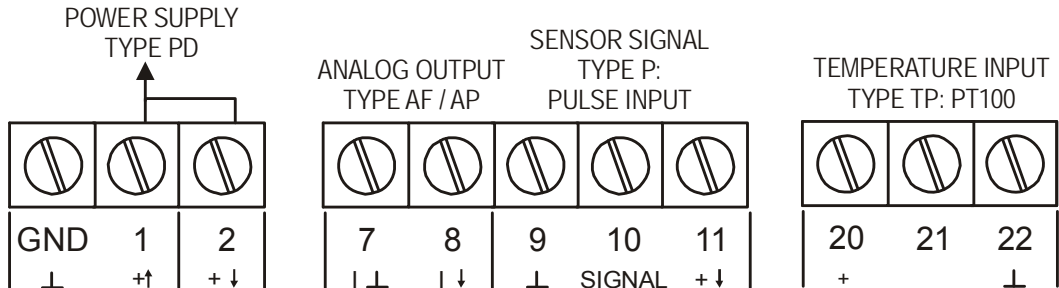 POWER SUPPLY
TYPE PD
ANALOG OUTPUT
TYPE AF / AP
SENSOR SIGNAL
TYPE P:
PULSE INPUT
TEMPERATURE INPUT
TYPE TP: PT100
GND 1 2 7 8 9 10 11 20 21 22
⊥ +↑ +↓ I ⊥ I ↓ ⊥ SIGNAL +↓ + ⊥